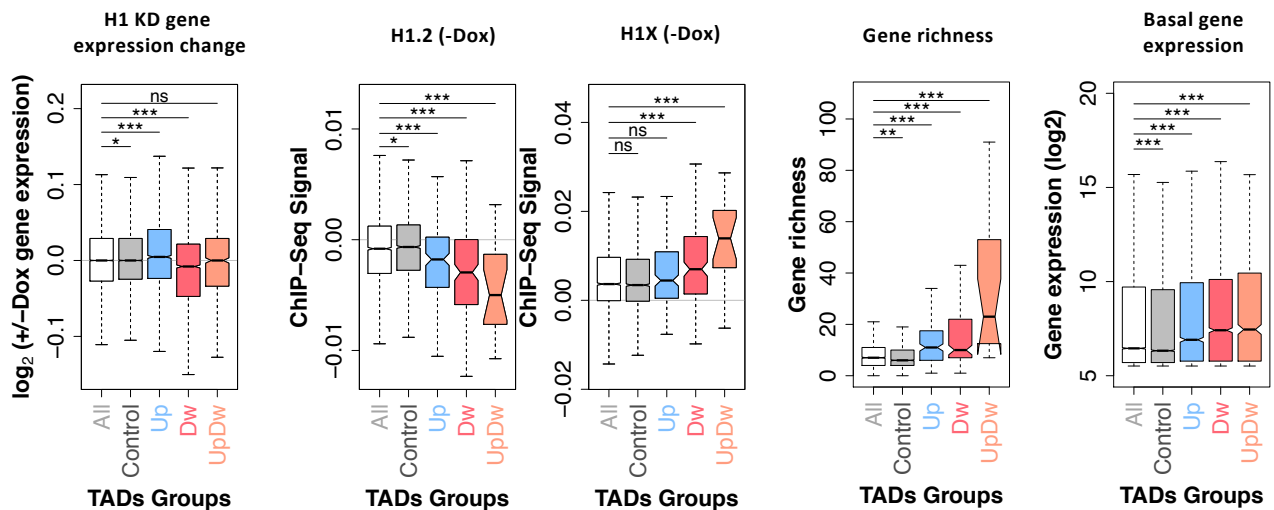 H1 KD gene
expression change
log₂ (+/−Dox gene expression)
0.2
0.1
0.0
−0.1
ns
***
***
*
All
Control
Up
Dw
UpDw
TADs Groups
H1.2 (-Dox)
ChIP−Seq Signal
0.01
0.00
−0.01
***
***
***
*
All
Control
Up
Dw
UpDw
TADs Groups
H1X (-Dox)
ChIP−Seq Signal
0.04
0.02
0.00
−0.02
***
***
ns
ns
All
Control
Up
Dw
UpDw
TADs Groups
Gene richness
Gene richness
100
80
60
40
20
0
***
***
***
**
All
Control
Up
Dw
UpDw
TADs Groups
Basal gene
expression
Gene expression (log2)
20
15
10
5
***
***
***
***
All
Control
Up
Dw
UpDw
TADs Groups